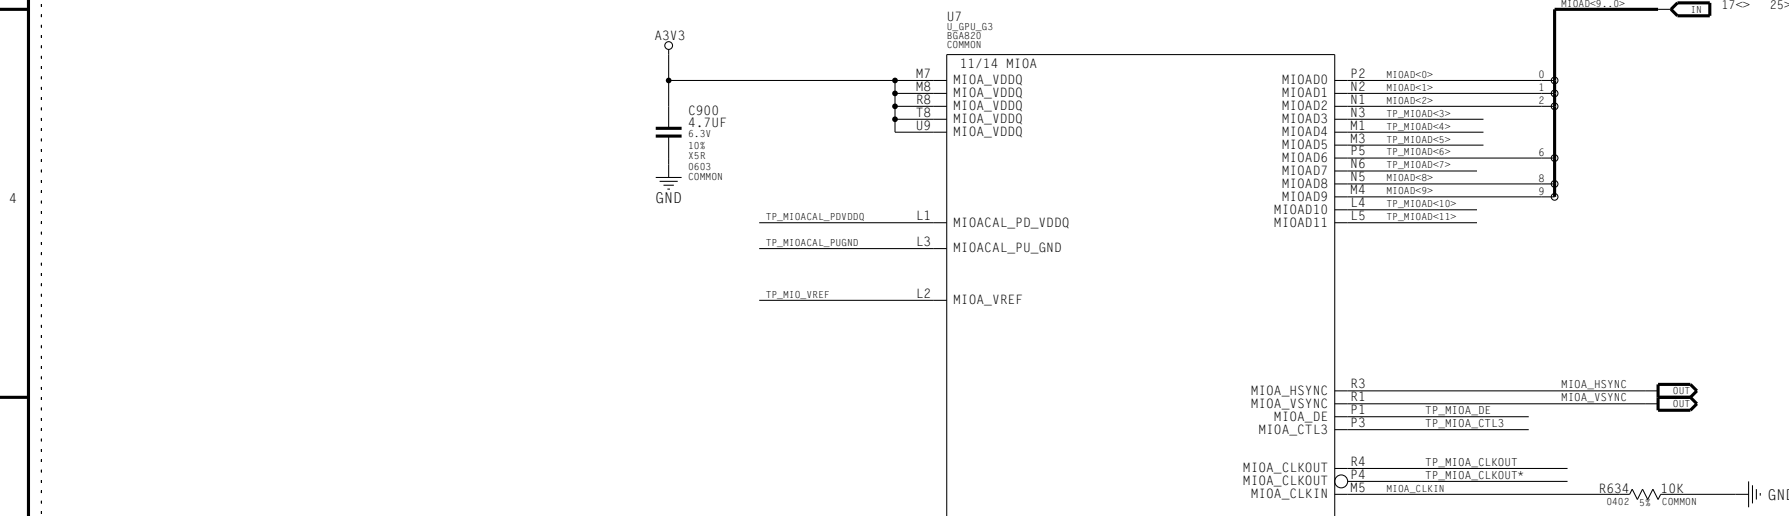 MIOAD<9..0>
IN
17<> 25>
U7
U_GPU_G3
BGA820
COMMON
A3V3
11/14 MIOA
M7 MIOA_VDDQ
M8 MIOA_VDDQ
R8 MIOA_VDDQ
T8 MIOA_VDDQ
U9 MIOA_VDDQ
C900
4.7UF
6.3V
10%
X5R
0603
COMMON
GND
4
TP_MIOACAL_PDVDDQ L1 MIOACAL_PD_VDDQ
TP_MIOACAL_PUGND L3 MIOACAL_PU_GND
TP_MIO_VREF L2 MIOA_VREF
MIOAD0 P2 MIOAD<0> 0
MIOAD1 N2 MIOAD<1> 1
MIOAD2 N1 MIOAD<2> 2
MIOAD3 N3 TP_MIOAD<3>
MIOAD4 M1 TP_MIOAD<4>
MIOAD5 M3 TP_MIOAD<5>
MIOAD6 P5 TP_MIOAD<6> 6
MIOAD7 N6 TP_MIOAD<7>
MIOAD8 N5 MIOAD<8> 8
MIOAD9 M4 MIOAD<9> 9
MIOAD10 L4 TP_MIOAD<10>
MIOAD11 L5 TP_MIOAD<11>
MIOA_HSYNC R3 MIOA_HSYNC OUT
MIOA_VSYNC R1 MIOA_VSYNC OUT
MIOA_DE P1 TP_MIOA_DE
MIOA_CTL3 P3 TP_MIOA_CTL3
MIOA_CLKOUT R4 TP_MIOA_CLKOUT
MIOA_CLKOUT P4 TP_MIOA_CLKOUT*
MIOA_CLKIN M5 MIOA_CLKIN R634 10K
0402 5% COMMON